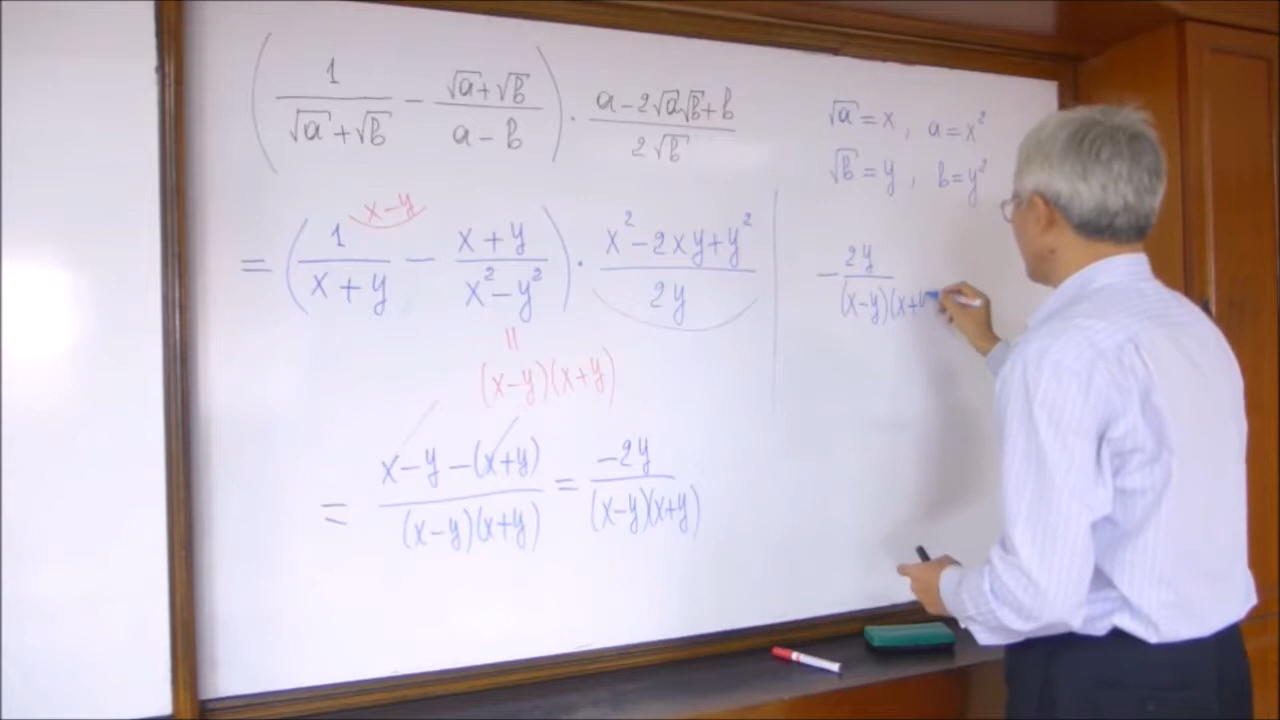 (1/(√a+√b) − (√a+√b)/(a−b)) · (a−2√a√b+b)/(2√b)
√a = x, a = x²
√b = y, b = y²
x−y
= (1/(x+y) − (x+y)/(x²−y²)) · (x²−2xy+y²)/(2y)
= (x−y)(x+y)
= (x−y−(x+y))/((x−y)(x+y)) = −2y/((x−y)(x+y))
− 2y/((x−y)(x+y